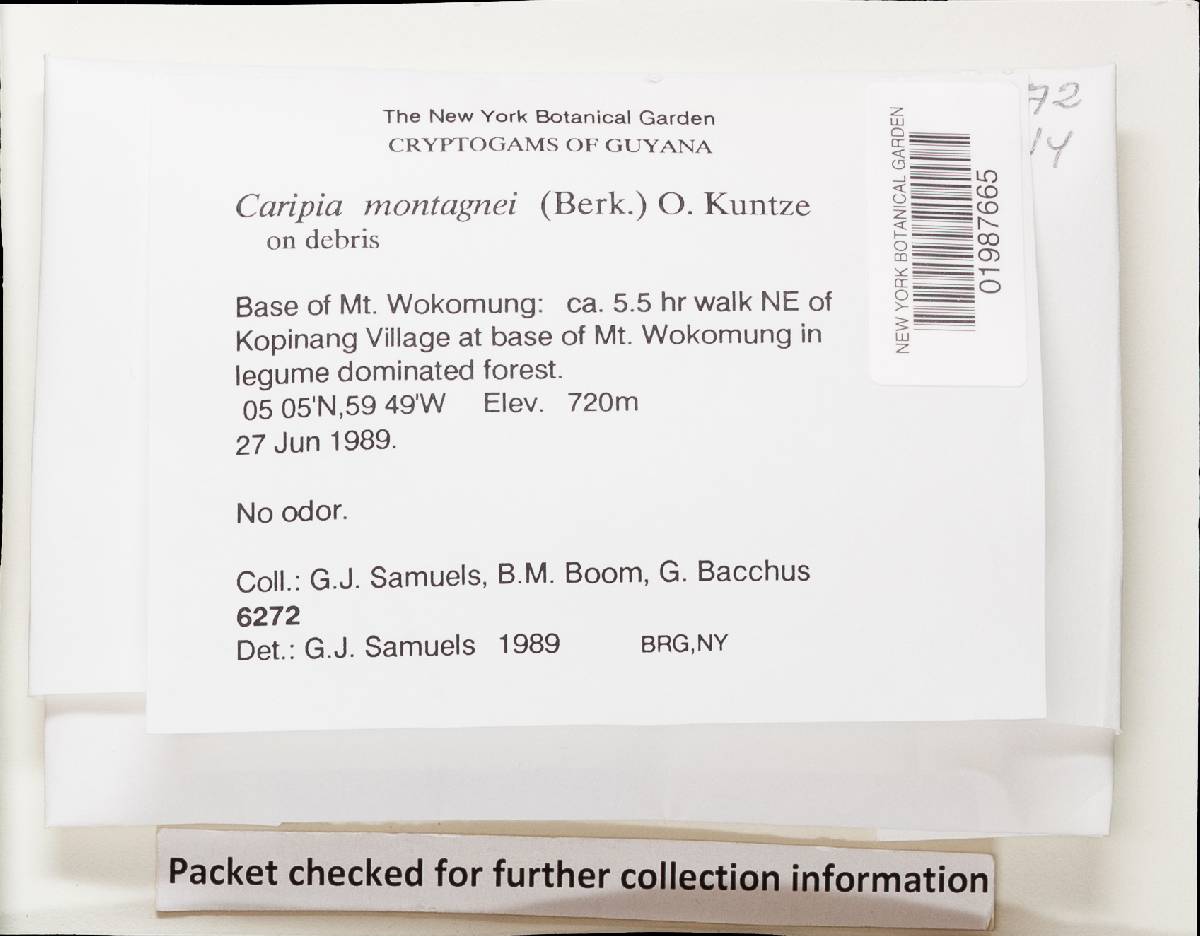 The New York Botanical Garden
CRYPTOGAMS OF GUYANA
Caripia montagnei (Berk.) O. Kuntze
on debris
Base of Mt. Wokomung: ca. 5.5 hr walk NE of
Kopinang Village at base of Mt. Wokomung in
legume dominated forest.
05 05'N,59 49'W Elev. 720m
27 Jun 1989.
No odor.
Coll.: G.J. Samuels, B.M. Boom, G. Bacchus
6272
Det.: G.J. Samuels 1989 BRG,NY
NEW YORK BOTANICAL GARDEN
01987665
72
Packet checked for further collection information